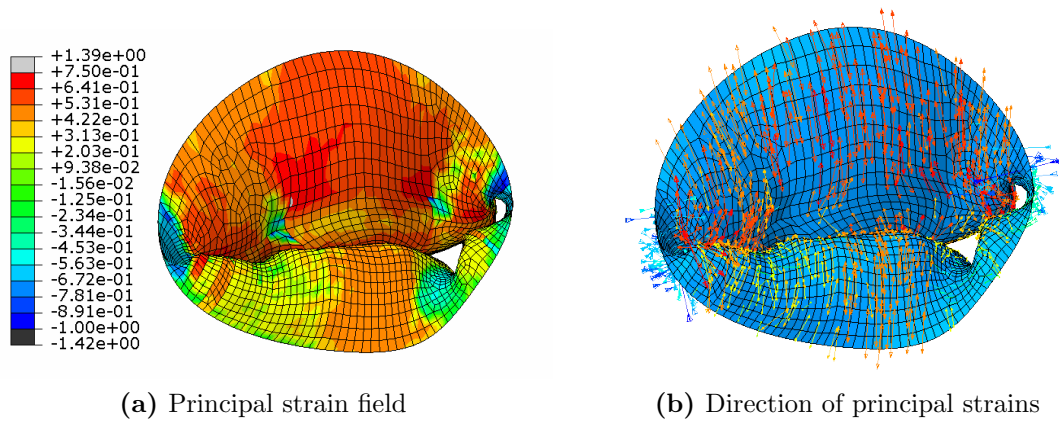 +1.39e+00
+7.50e-01
+6.41e-01
+5.31e-01
+4.22e-01
+3.13e-01
+2.03e-01
+9.38e-02
-1.56e-02
-1.25e-01
-2.34e-01
-3.44e-01
-4.53e-01
-5.63e-01
-6.72e-01
-7.81e-01
-8.91e-01
-1.00e+00
-1.42e+00
(a) Principal strain field
(b) Direction of principal strains